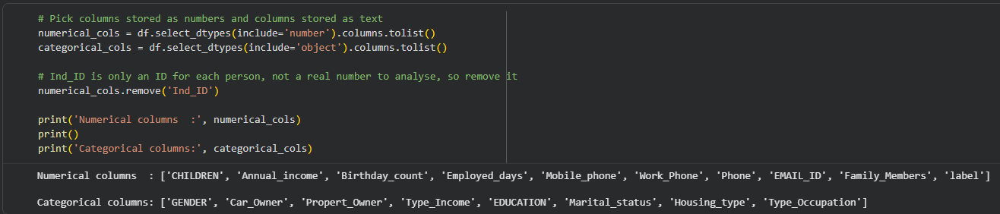 # Pick columns stored as numbers and columns stored as text
numerical_cols = df.select_dtypes(include='number').columns.tolist()
categorical_cols = df.select_dtypes(include='object').columns.tolist()
# Ind_ID is only an ID for each person, not a real number to analyse, so remove it
numerical_cols.remove('Ind_ID')
print('Numerical columns  :', numerical_cols)
print()
print('Categorical columns:', categorical_cols)
Numerical columns  : ['CHILDREN', 'Annual_income', 'Birthday_count', 'Employed_days', 'Mobile_phone', 'Work_Phone', 'Phone', 'EMAIL_ID', 'Family_Members', 'label']
Categorical columns: ['GENDER', 'Car_Owner', 'Propert_Owner', 'Type_Income', 'EDUCATION', 'Marital_status', 'Housing_type', 'Type_Occupation']